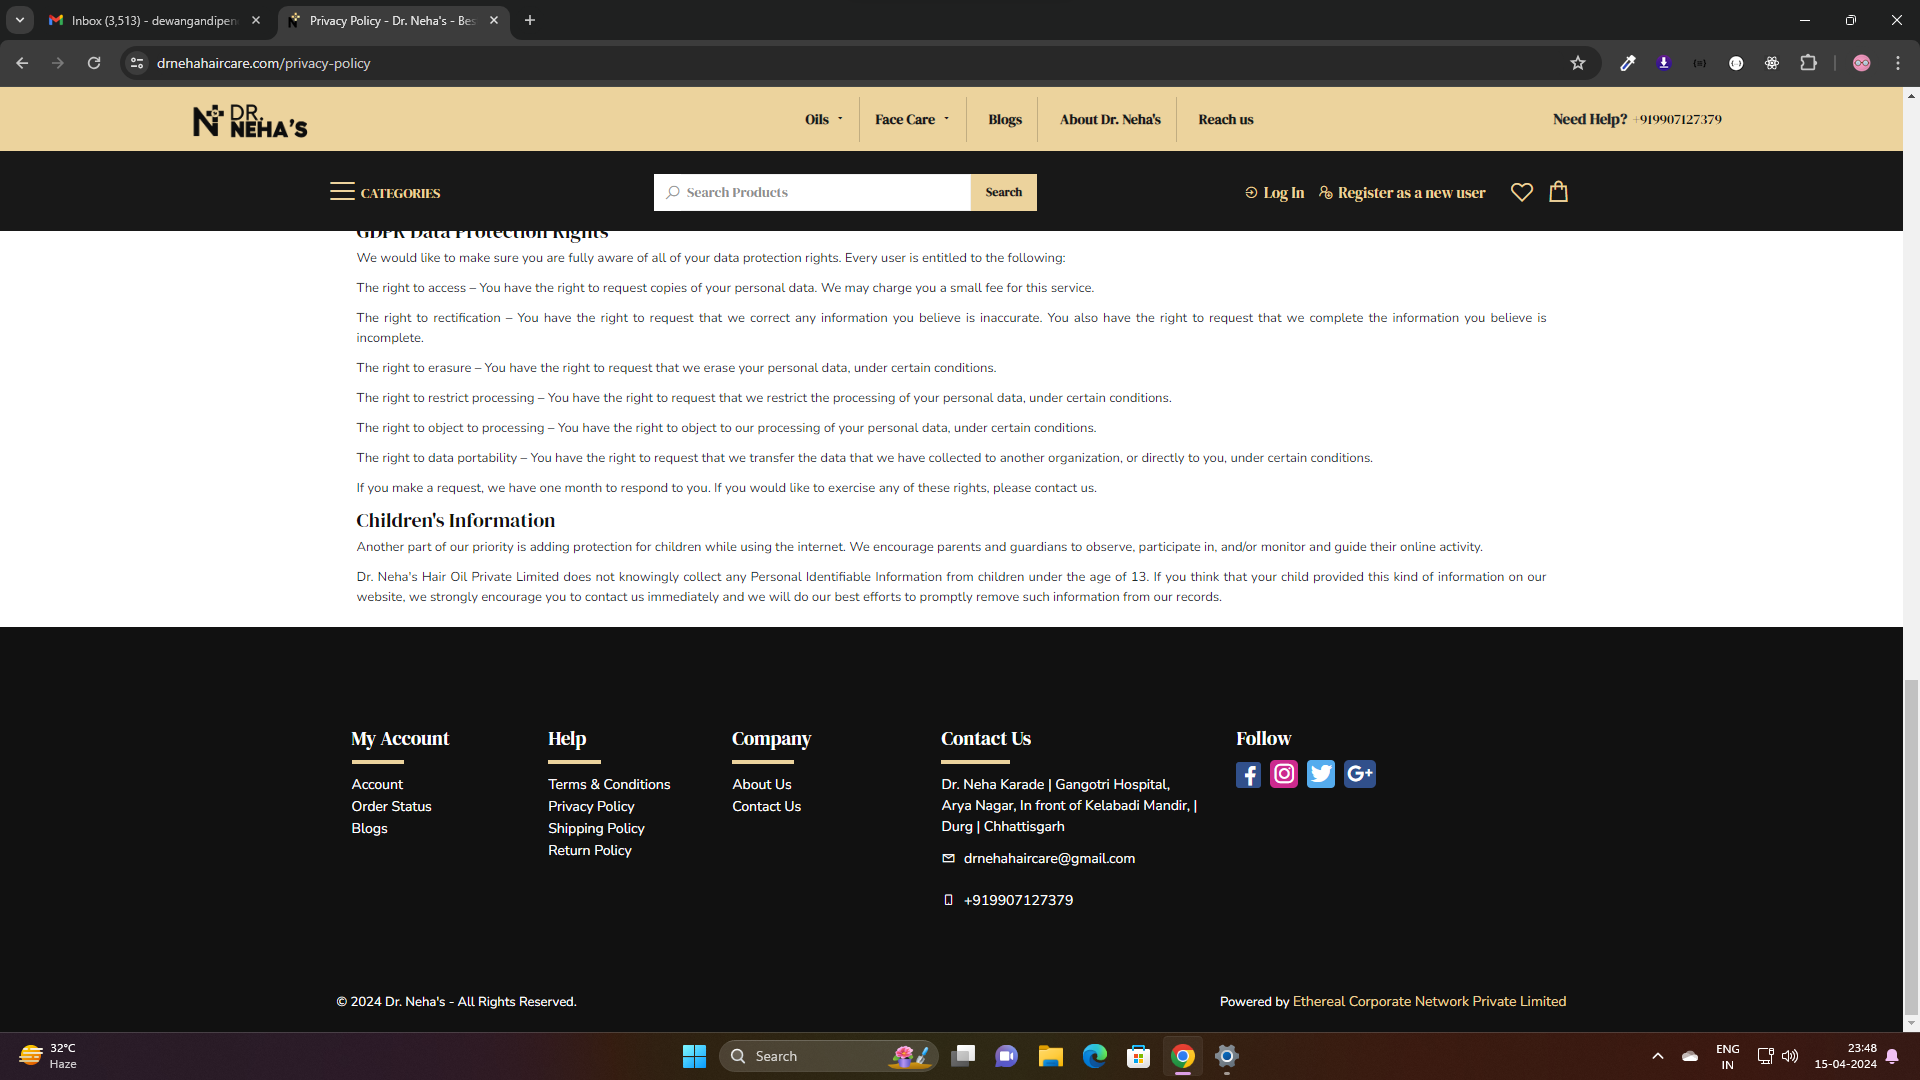 Inbox (3,513) - dewangandipen
Privacy Policy - Dr. Neha's - Bes
drnehahaircare.com/privacy-policy
DR. NEHA'S
Oils
Face Care
Blogs
About Dr. Neha's
Reach us
Need Help? +919907127379
CATEGORIES
Search Products
Search
Log In
Register as a new user
GDPR Data Protection Rights
We would like to make sure you are fully aware of all of your data protection rights. Every user is entitled to the following:
The right to access – You have the right to request copies of your personal data. We may charge you a small fee for this service.
The right to rectification – You have the right to request that we correct any information you believe is inaccurate. You also have the right to request that we complete the information you believe is
incomplete.
The right to erasure – You have the right to request that we erase your personal data, under certain conditions.
The right to restrict processing – You have the right to request that we restrict the processing of your personal data, under certain conditions.
The right to object to processing – You have the right to object to our processing of your personal data, under certain conditions.
The right to data portability – You have the right to request that we transfer the data that we have collected to another organization, or directly to you, under certain conditions.
If you make a request, we have one month to respond to you. If you would like to exercise any of these rights, please contact us.
Children's Information
Another part of our priority is adding protection for children while using the internet. We encourage parents and guardians to observe, participate in, and/or monitor and guide their online activity.
Dr. Neha's Hair Oil Private Limited does not knowingly collect any Personal Identifiable Information from children under the age of 13. If you think that your child provided this kind of information on our
website, we strongly encourage you to contact us immediately and we will do our best efforts to promptly remove such information from our records.
My Account
Account
Order Status
Blogs
Help
Terms & Conditions
Privacy Policy
Shipping Policy
Return Policy
Company
About Us
Contact Us
Contact Us
Dr. Neha Karade | Gangotri Hospital,
Arya Nagar, In front of Kelabadi Mandir, |
Durg | Chhattisgarh
drnehahaircare@gmail.com
+919907127379
Follow
© 2024 Dr. Neha's - All Rights Reserved.
Powered by Ethereal Corporate Network Private Limited
32°C
Haze
Search
ENG
IN
23:48
15-04-2024